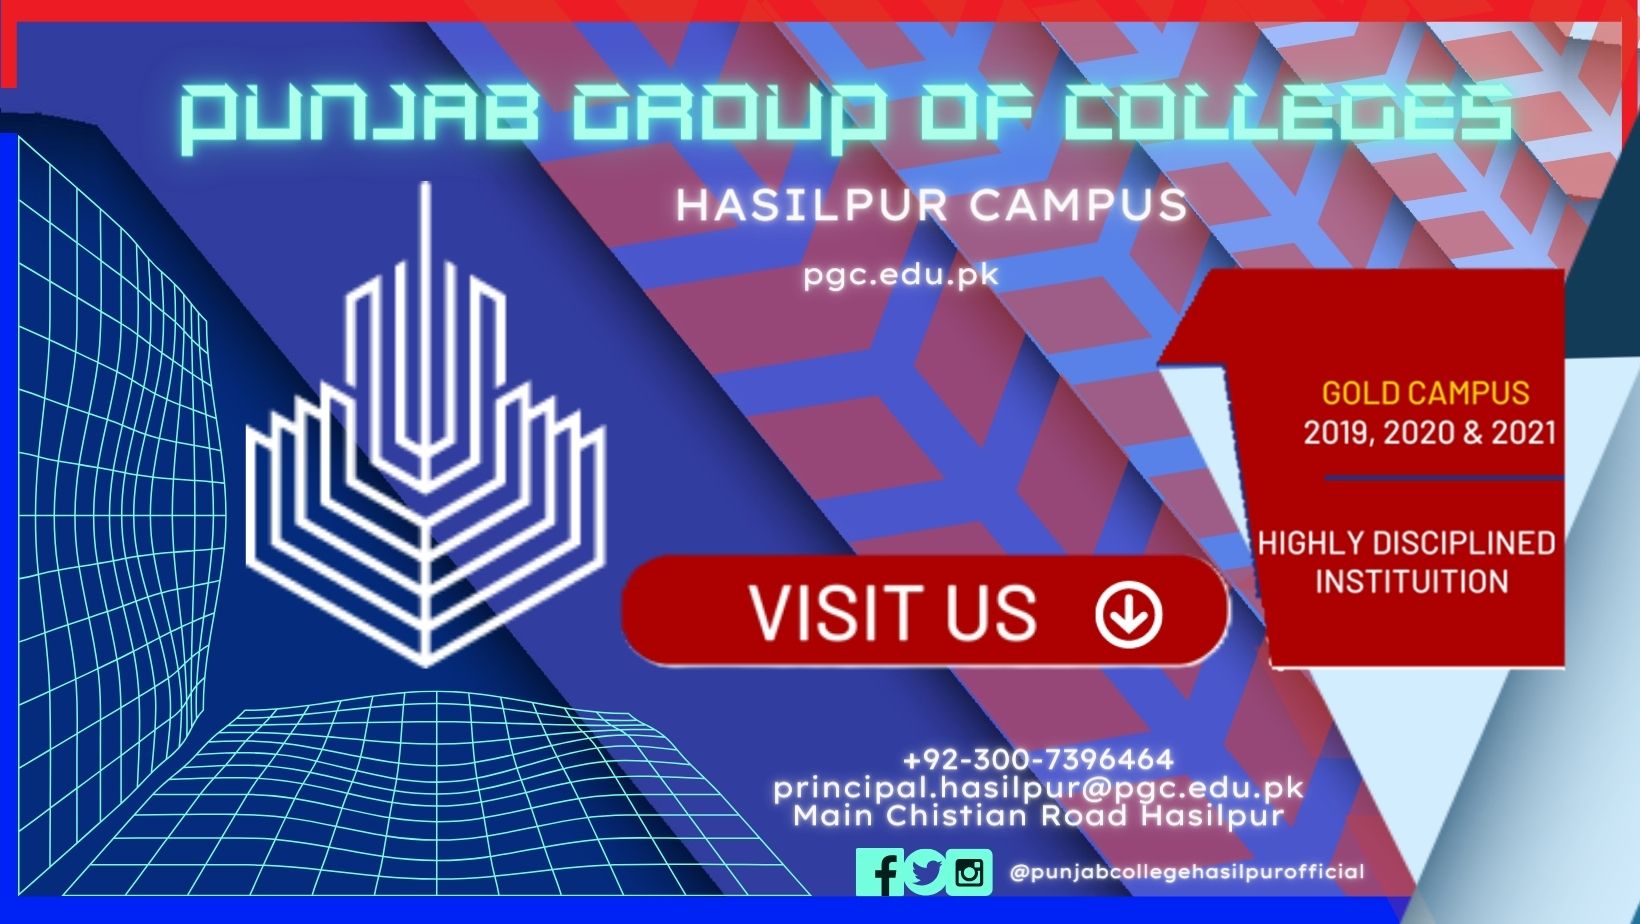 PUNJAB GROUP OF COLLEGES
HASILPUR CAMPUS
pgc.edu.pk
GOLD CAMPUS
2019, 2020 & 2021
HIGHLY DISCIPLINED
INSTITUITION
VISIT US
+92-300-7396464
principal.hasilpur@pgc.edu.pk
Main Chistian Road Hasilpur
@punjabcollegehasilpurofficial